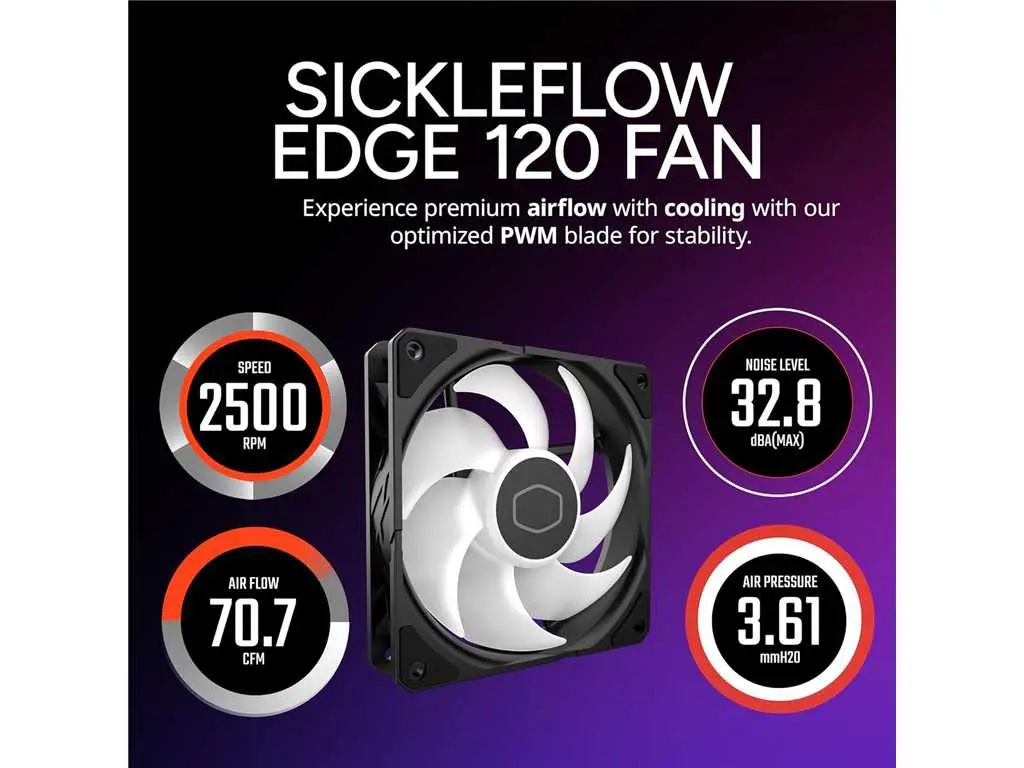 SICKLEFLOW
EDGE 120 FAN
Experience premium airflow with cooling with our
optimized PWM blade for stability.
SPEED
2500
RPM
NOISE LEVEL
32.8
dBA(MAX)
AIR FLOW
70.7
CFM
AIR PRESSURE
3.61
mmH20